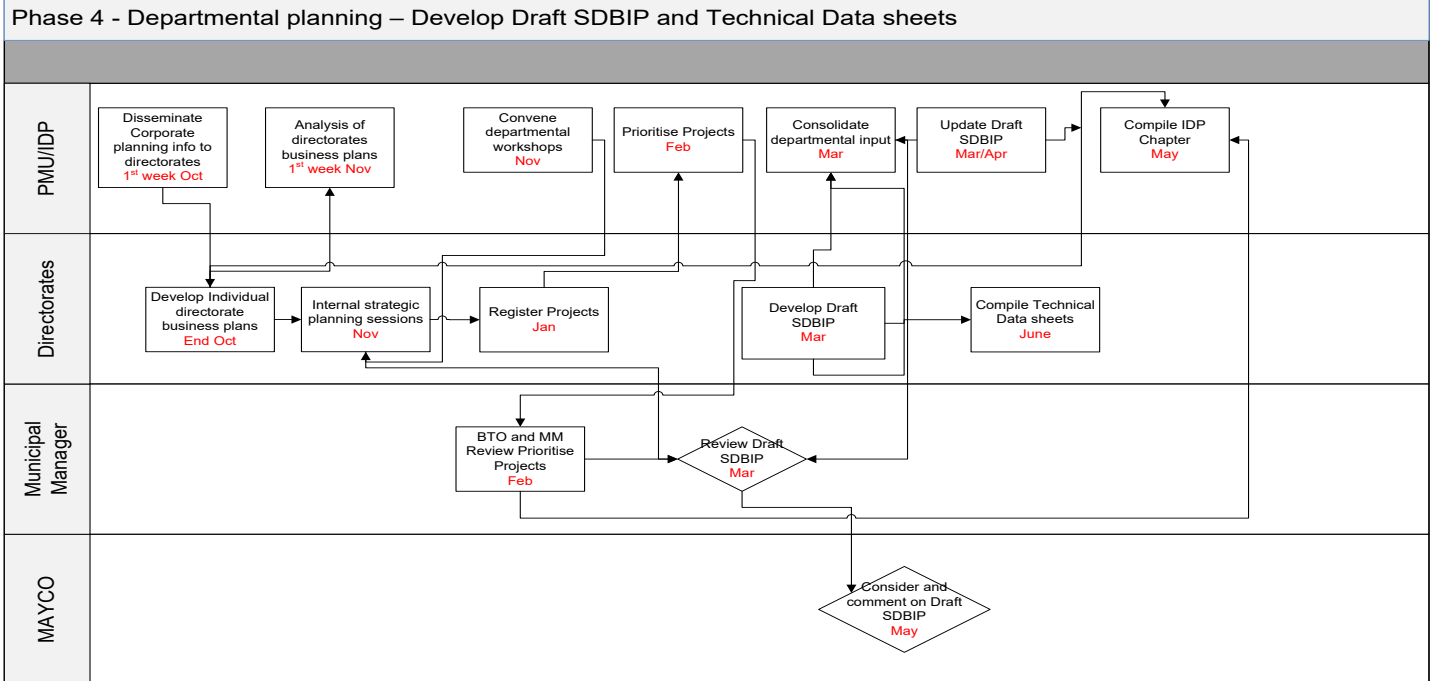 Phase 4 - Departmental planning – Develop Draft SDBIP and Technical Data sheets
PMU/IDP
Disseminate
Corporate
planning info to
directorates
1st week Oct
Analysis of
directorates
business plans
1st week Nov
Convene
departmental
workshops
Nov
Prioritise Projects
Feb
Consolidate
departmental input
Mar
Update Draft
SDBIP
Mar/Apr
Compile IDP
Chapter
May
Directorates
Develop Individual
directorate
business plans
End Oct
Internal strategic
planning sessions
Nov
Register Projects
Jan
Develop Draft
SDBIP
Mar
Compile Technical
Data sheets
June
Municipal
Manager
BTO and MM
Review Prioritise
Projects
Feb
Review Draft
SDBIP
Mar
MAYCO
Consider and
comment on Draft
SDBIP
May